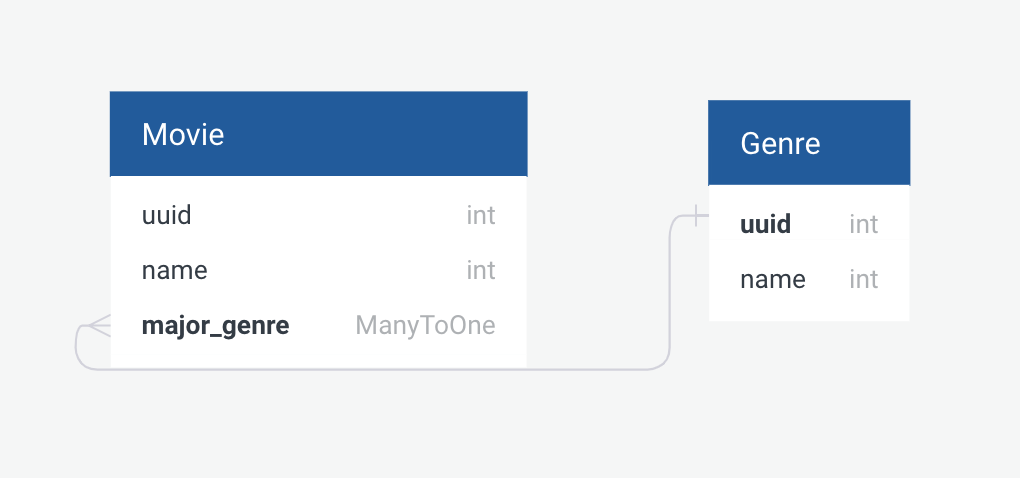 Movie
uuid int
name int
major_genre ManyToOne
Genre
uuid int
name int